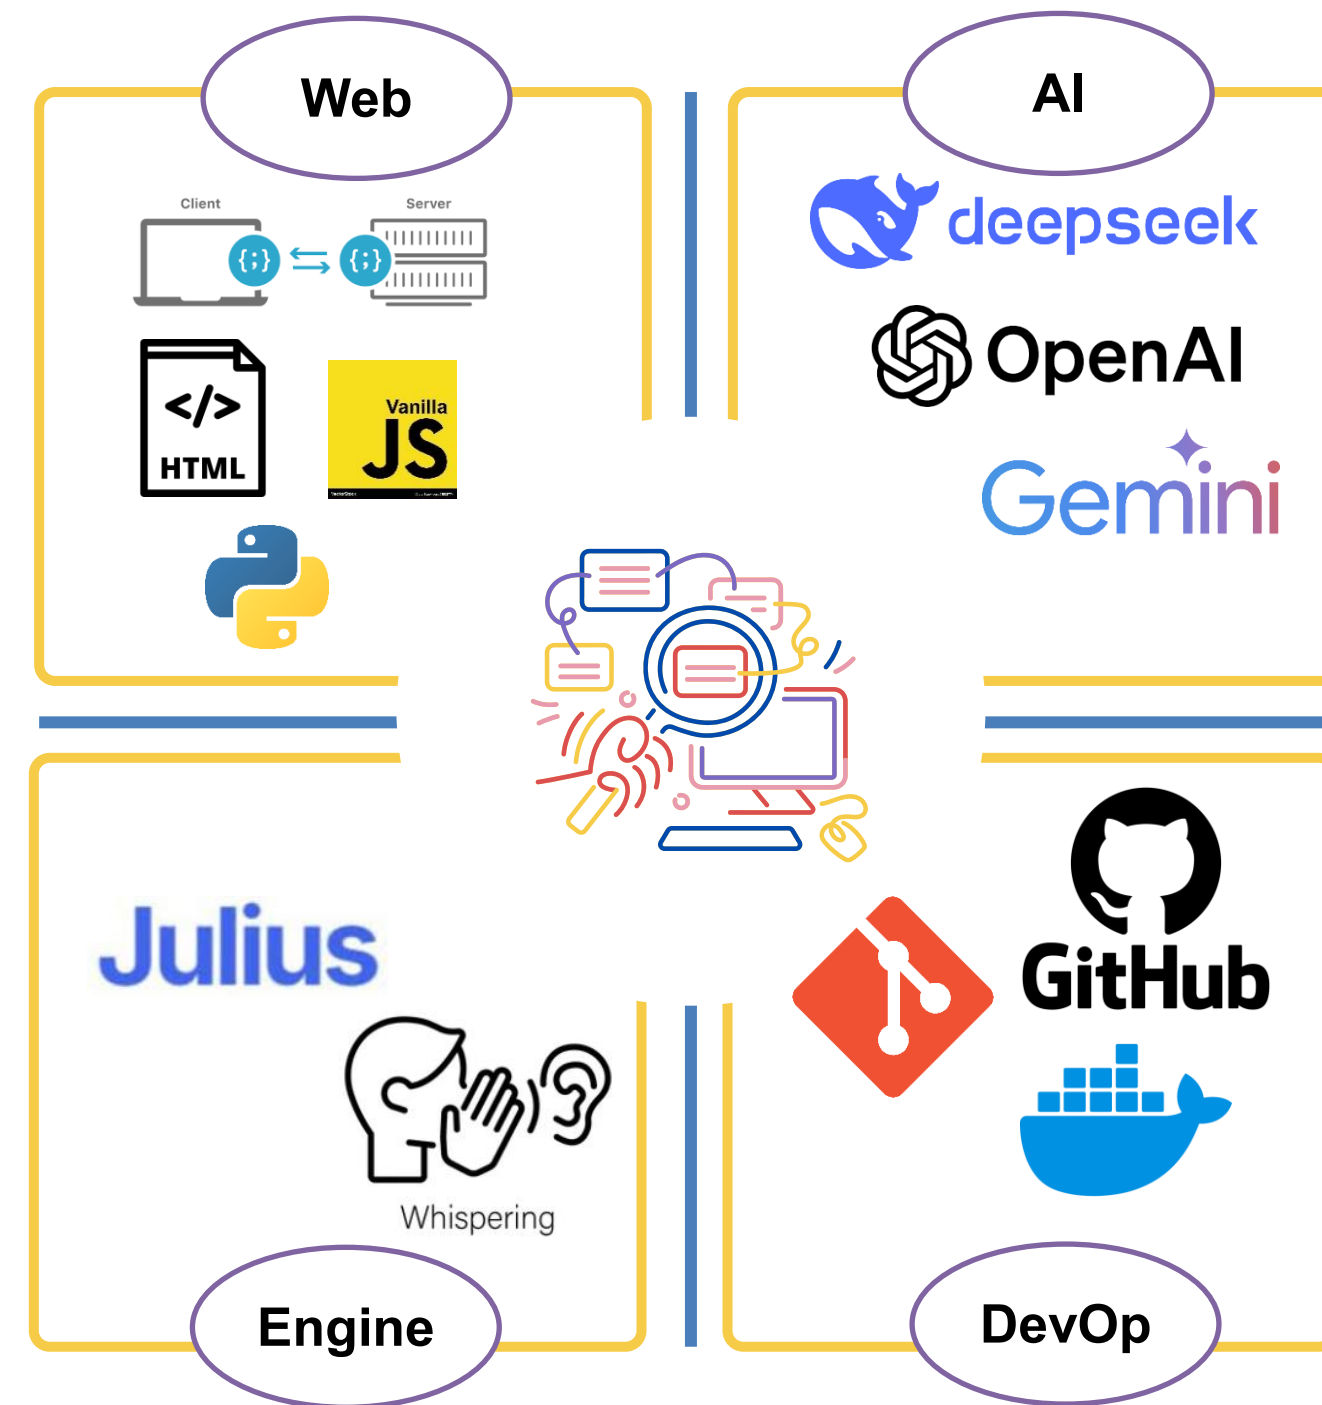 Web
Client
Server
{;}
{;}
</>
HTML
Vanilla
JS
AI
deepseek
OpenAI
Gemini
Julius
Whispering
Engine
GitHub
DevOp